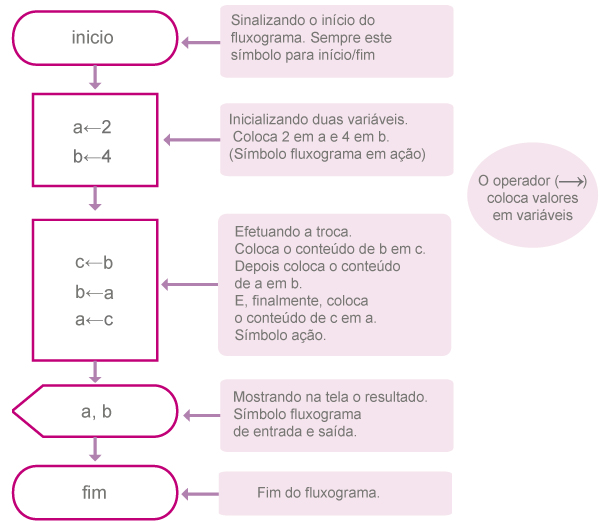 inicio
Sinalizando o início do
fluxograma. Sempre este
símbolo para início/fim
a←2
b←4
Inicializando duas variáveis.
Coloca 2 em a e 4 em b.
(Símbolo fluxograma em ação)
O operador (→)
coloca valores
em variáveis
c←b
b←a
a←c
Efetuando a troca.
Coloca o conteúdo de b em c.
Depois coloca o conteúdo
de a em b.
E, finalmente, coloca
o conteúdo de c em a.
Símbolo ação.
a, b
Mostrando na tela o resultado.
Símbolo fluxograma
de entrada e saída.
fim
Fim do fluxograma.